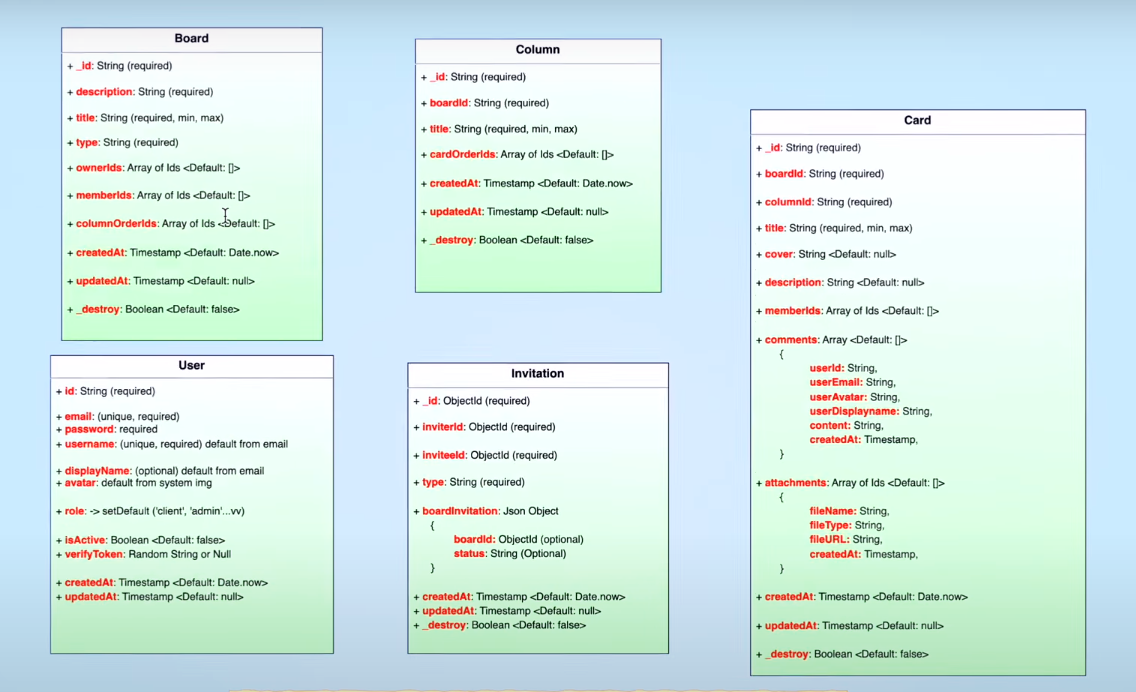 Board
+ _id: String (required)
+ description: String (required)
+ title: String (required, min, max)
+ type: String (required)
+ ownerIds: Array of Ids <Default: []>
+ memberIds: Array of Ids <Default: []>
+ columnOrderIds: Array of Ids <Default: []>
+ createdAt: Timestamp <Default: Date.now>
+ updatedAt: Timestamp <Default: null>
+ _destroy: Boolean <Default: false>
Column
+ _id: String (required)
+ boardId: String (required)
+ title: String (required, min, max)
+ cardOrderIds: Array of Ids <Default: []>
+ createdAt: Timestamp <Default: Date.now>
+ updatedAt: Timestamp <Default: null>
+ _destroy: Boolean <Default: false>
Card
+ _id: String (required)
+ boardId: String (required)
+ columnId: String (required)
+ title: String (required, min, max)
+ cover: String <Default: null>
+ description: String <Default: null>
+ memberIds: Array of Ids <Default: []>
+ comments: Array <Default: []>
{
userId: String,
userEmail: String,
userAvatar: String,
userDisplayname: String,
content: String,
createdAt: Timestamp,
}
+ attachments: Array of Ids <Default: []>
{
fileName: String,
fileType: String,
fileURL: String,
createdAt: Timestamp,
}
+ createdAt: Timestamp <Default: Date.now>
+ updatedAt: Timestamp <Default: null>
+ _destroy: Boolean <Default: false>
User
+ id: String (required)
+ email: (unique, required)
+ password: required
+ username: (unique, required) default from email
+ displayName: (optional) default from email
+ avatar: default from system img
+ role: -> setDefault ('client', 'admin'...vv)
+ isActive: Boolean <Default: false>
+ verifyToken: Random String or Null
+ createdAt: Timestamp <Default: Date.now>
+ updatedAt: Timestamp <Default: null>
Invitation
+ _id: ObjectId (required)
+ inviterId: ObjectId (required)
+ inviteeId: ObjectId (required)
+ type: String (required)
+ boardInvitation: Json Object
{
boardId: ObjectId (optional)
status: String (Optional)
}
+ createdAt: Timestamp <Default: Date.now>
+ updatedAt: Timestamp <Default: null>
+ _destroy: Boolean <Default: false>